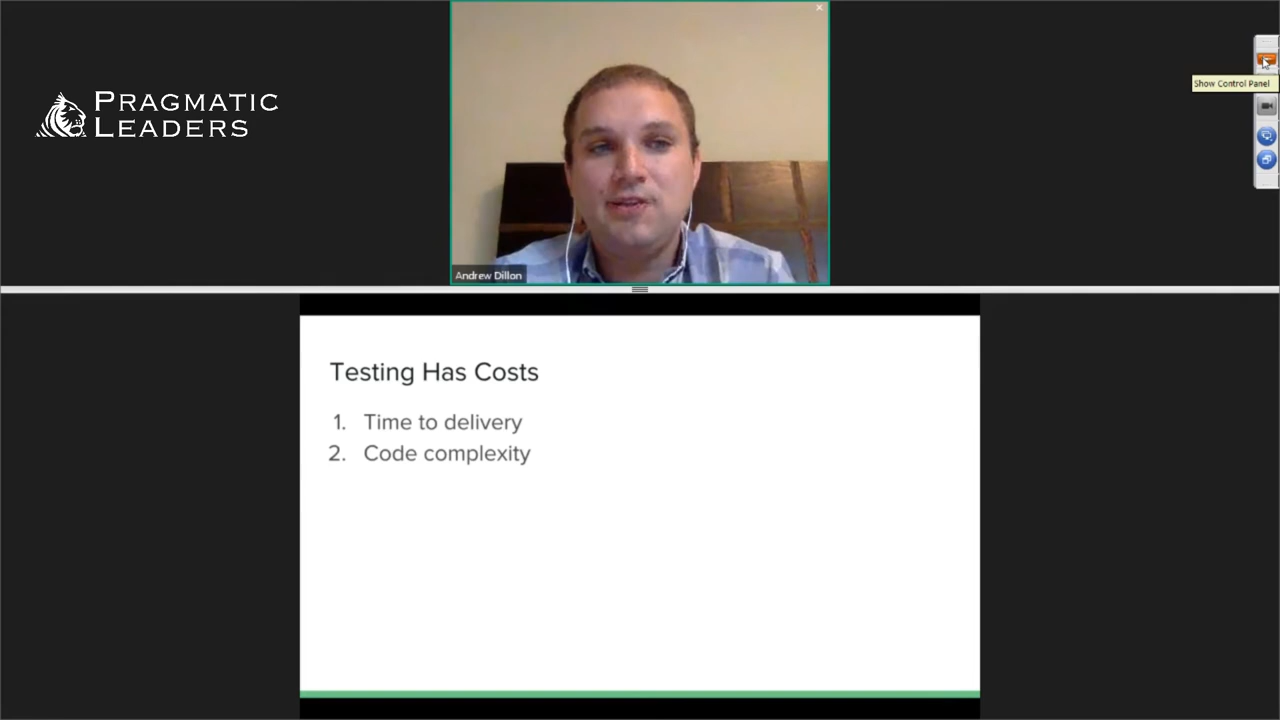 PRAGMATIC
LEADERS
Show Control Panel
Andrew Dillon
Testing Has Costs
1. Time to delivery
2. Code complexity